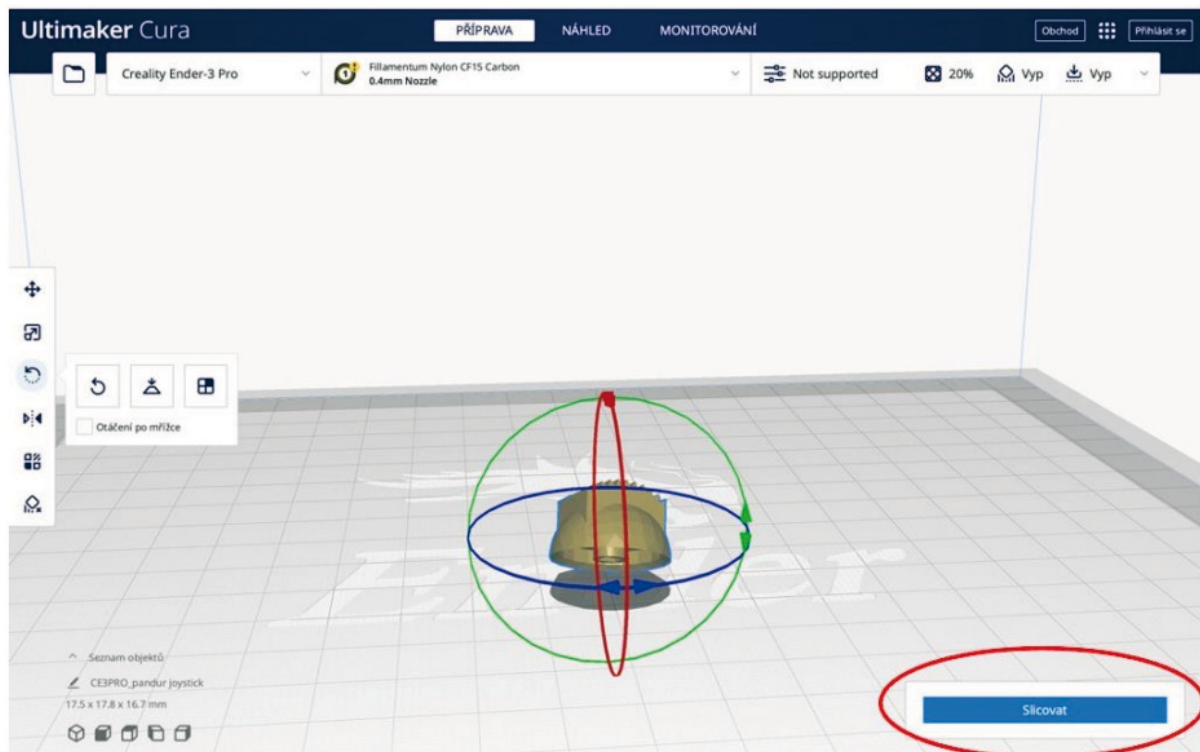 Ultimaker Cura
PŘÍPRAVA
NÁHLED
MONITOROVÁNÍ
Obchod
Přihlásit se
Creality Ender-3 Pro
1
Fillamentum Nylon CF15 Carbon
0.4mm Nozzle
Not supported
20%
Vyp
Vyp
Otáčení po mřížce
Ender
Seznam objektů
CE3PRO_pandur joystick
17.5 x 17.8 x 16.7 mm
Slicovat